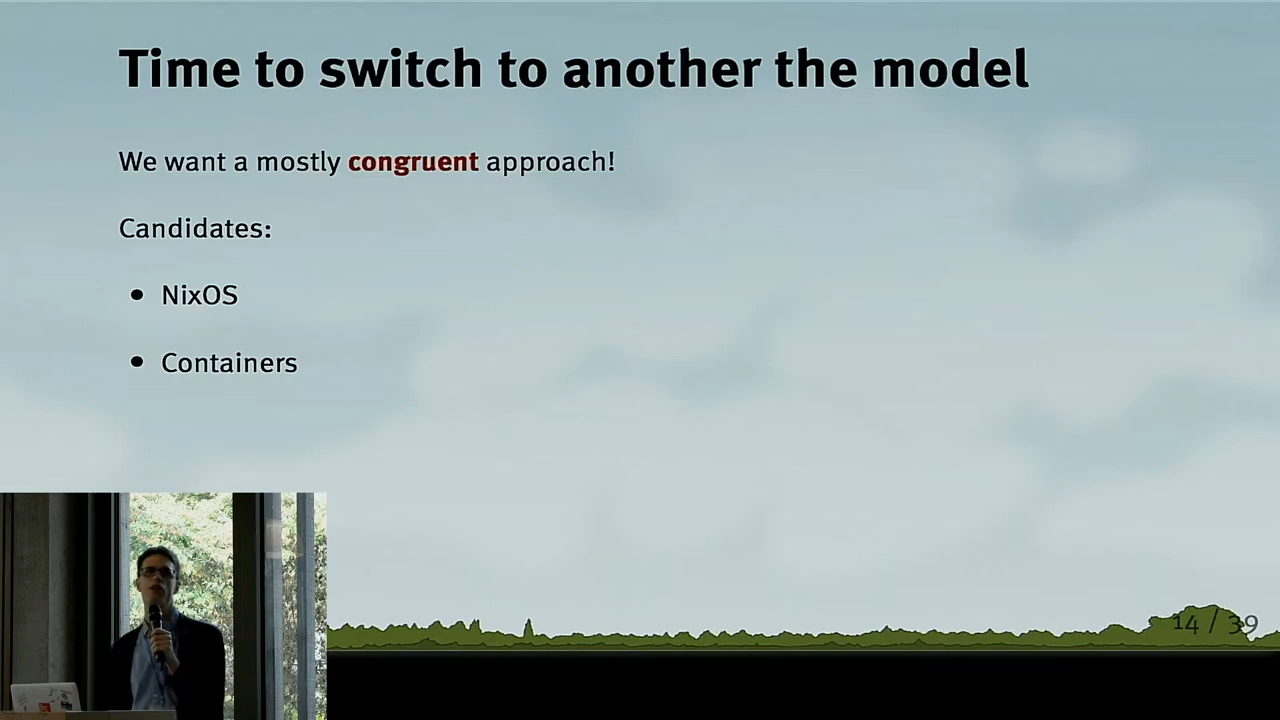 Time to switch to another the model
We want a mostly congruent approach!
Candidates:
• NixOS
• Containers
14 / 39